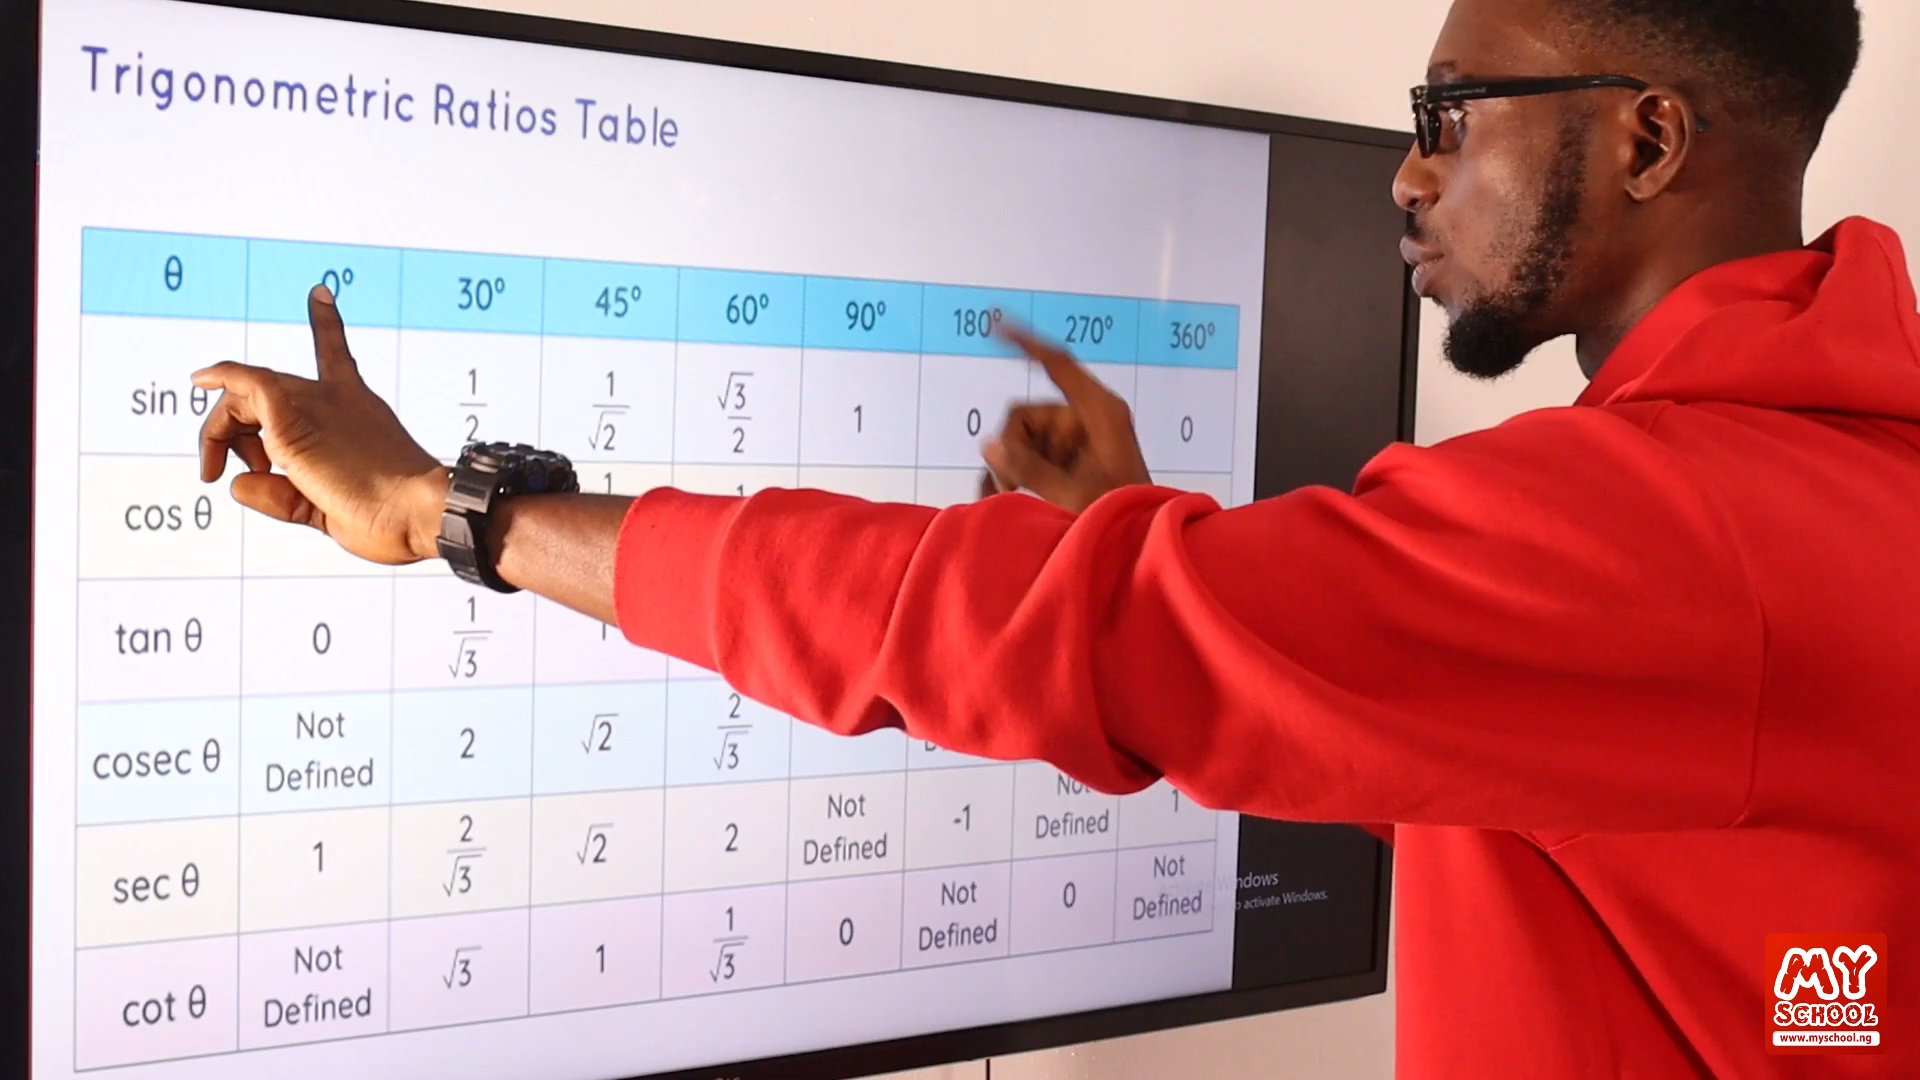 Trigonometric Ratios Table
θ 0° 30° 45° 60° 90° 180° 270° 360°
sin θ 1/2 1/√2 √3/2 1 0 0
cos θ
tan θ 0 1/√3
cosec θ Not Defined 2 √2 2/√3
sec θ 1 2/√3 √2 2 Not Defined -1 Not Defined 1
cot θ Not Defined √3 1 1/√3 0 Not Defined 0 Not Defined
activate Windows.
MY
SCHOOL
www.myschool.ng